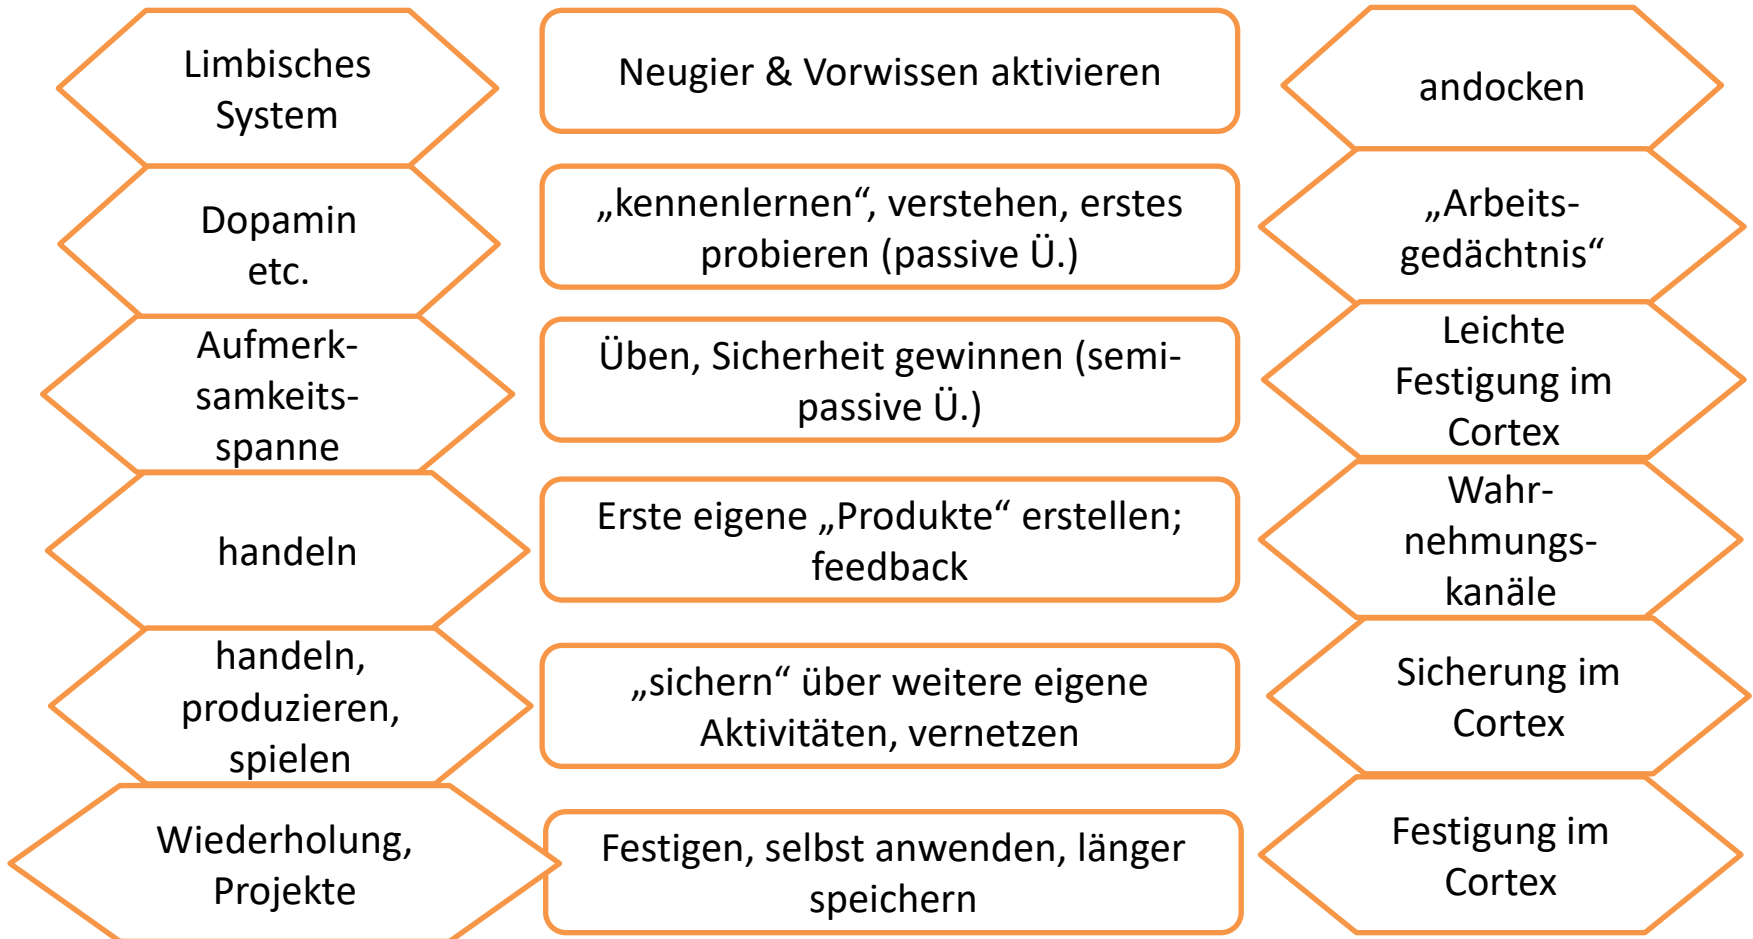 Limbisches
System
Neugier & Vorwissen aktivieren
andocken
Dopamin
etc.
„kennenlernen“, verstehen, erstes
probieren (passive Ü.)
„Arbeits-
gedächtnis“
Aufmerk-
samkeits-
spanne
Üben, Sicherheit gewinnen (semi-
passive Ü.)
Leichte
Festigung im
Cortex
handeln
Erste eigene „Produkte“ erstellen;
feedback
Wahr-
nehmungs-
kanäle
handeln,
produzieren,
spielen
„sichern“ über weitere eigene
Aktivitäten, vernetzen
Sicherung im
Cortex
Wiederholung,
Projekte
Festigen, selbst anwenden, länger
speichern
Festigung im
Cortex